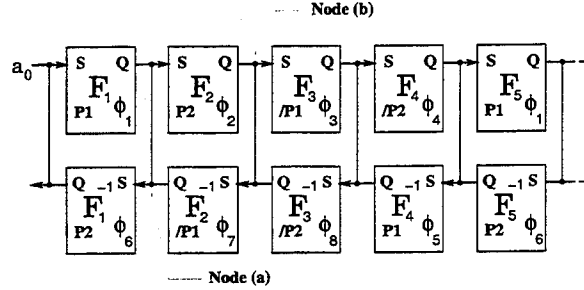 Node (b)
a0
S Q S Q S Q S Q S Q
F1 F2 F3 F4 F5
P1 ϕ1 P2 ϕ2 /P1 ϕ3 /P2 ϕ4 P1 ϕ1
Q -1 S Q -1 S Q -1 S Q -1 S Q -1 S
F1 F2 F3 F4 F5
P2 ϕ6 /P1 ϕ7 /P2 ϕ8 P1 ϕ5 P2 ϕ6
Node (a)